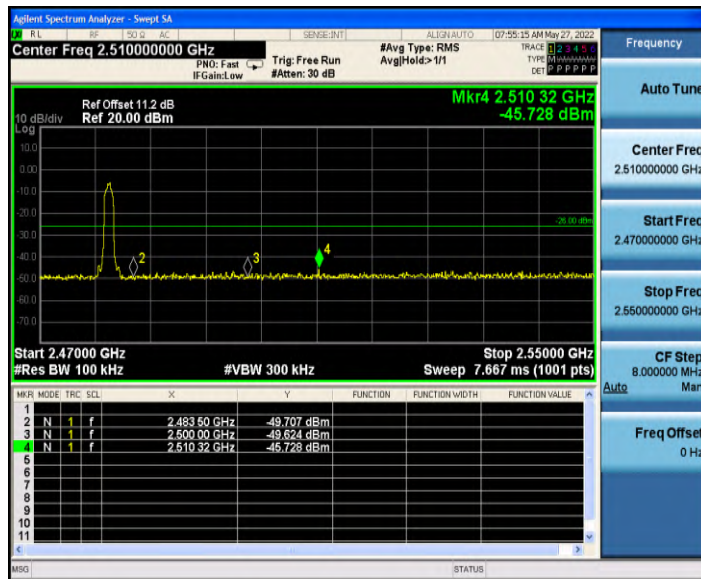 Agilent Spectrum Analyzer - Swept SA
RL RF 50 Ω AC SENSE:INT ALIGN AUTO 07:55:15 AM May 27, 2022
Center Freq 2.510000000 GHz
PNO: Fast
IFGain:Low
Trig: Free Run
#Atten: 30 dB
#Avg Type: RMS
Avg|Hold:>1/1
TRACE 1 2 3 4 5 6
TYPE M
DET P P P P P P
Frequency
Auto Tune
Center Freq
2.510000000 GHz
Start Freq
2.470000000 GHz
Stop Freq
2.550000000 GHz
CF Step
8.000000 MHz
Auto Man
Freq Offset
0 Hz
Mkr4 2.510 32 GHz
-45.728 dBm
Ref Offset 11.2 dB
10 dB/div Ref 20.00 dBm
Log
10.0
0.00
-10.0
-20.0
-30.0
-40.0
-50.0
-60.0
-70.0
-26.00 dBm
2
3
4
Start 2.47000 GHz Stop 2.55000 GHz
#Res BW 100 kHz #VBW 300 kHz Sweep 7.667 ms (1001 pts)
MKR MODE TRC SCL X Y FUNCTION FUNCTION WIDTH FUNCTION VALUE
1
2 N 1 f 2.483 50 GHz -49.707 dBm
3 N 1 f 2.500 00 GHz -49.624 dBm
4 N 1 f 2.510 32 GHz -45.728 dBm
5
6
7
8
9
10
11
MSG STATUS